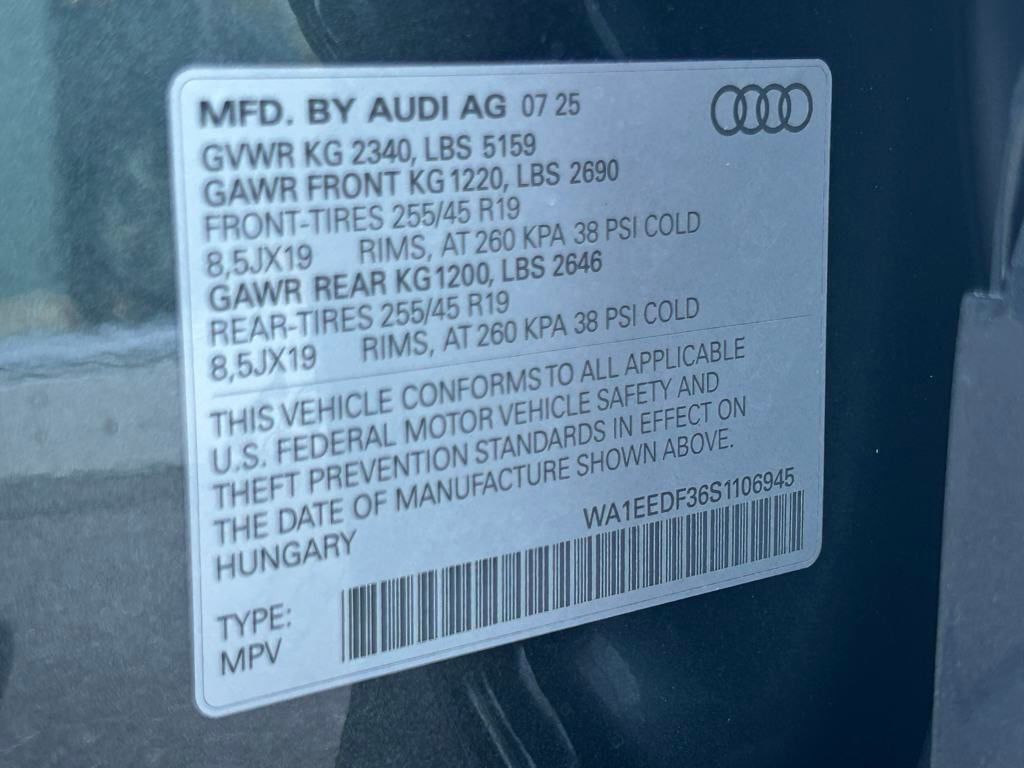 MFD. BY AUDI AG 07 25
GVWR KG 2340, LBS 5159
GAWR FRONT KG 1220, LBS 2690
FRONT-TIRES 255/45 R19
8,5JX19 RIMS, AT 260 KPA 38 PSI COLD
GAWR REAR KG 1200, LBS 2646
REAR-TIRES 255/45 R19
8,5JX19 RIMS, AT 260 KPA 38 PSI COLD
THIS VEHICLE CONFORMS TO ALL APPLICABLE
U.S. FEDERAL MOTOR VEHICLE SAFETY AND
THEFT PREVENTION STANDARDS IN EFFECT ON
THE DATE OF MANUFACTURE SHOWN ABOVE.
HUNGARY
WA1EEDF36S1106945
TYPE:
MPV